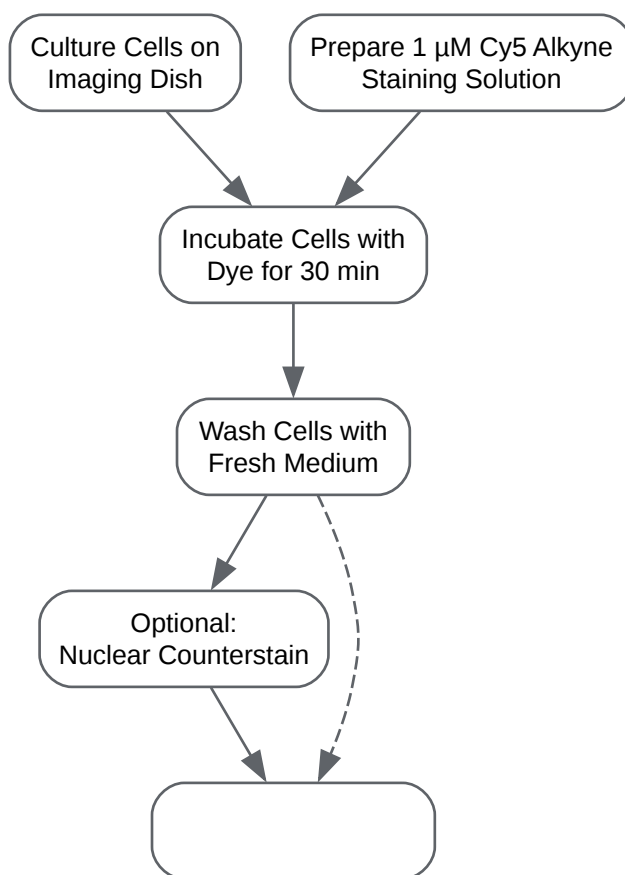 Culture Cells on
Imaging Dish
Prepare 1 µM Cy5 Alkyne
Staining Solution
Incubate Cells with
Dye for 30 min
Wash Cells with
Fresh Medium
Optional:
Nuclear Counterstain